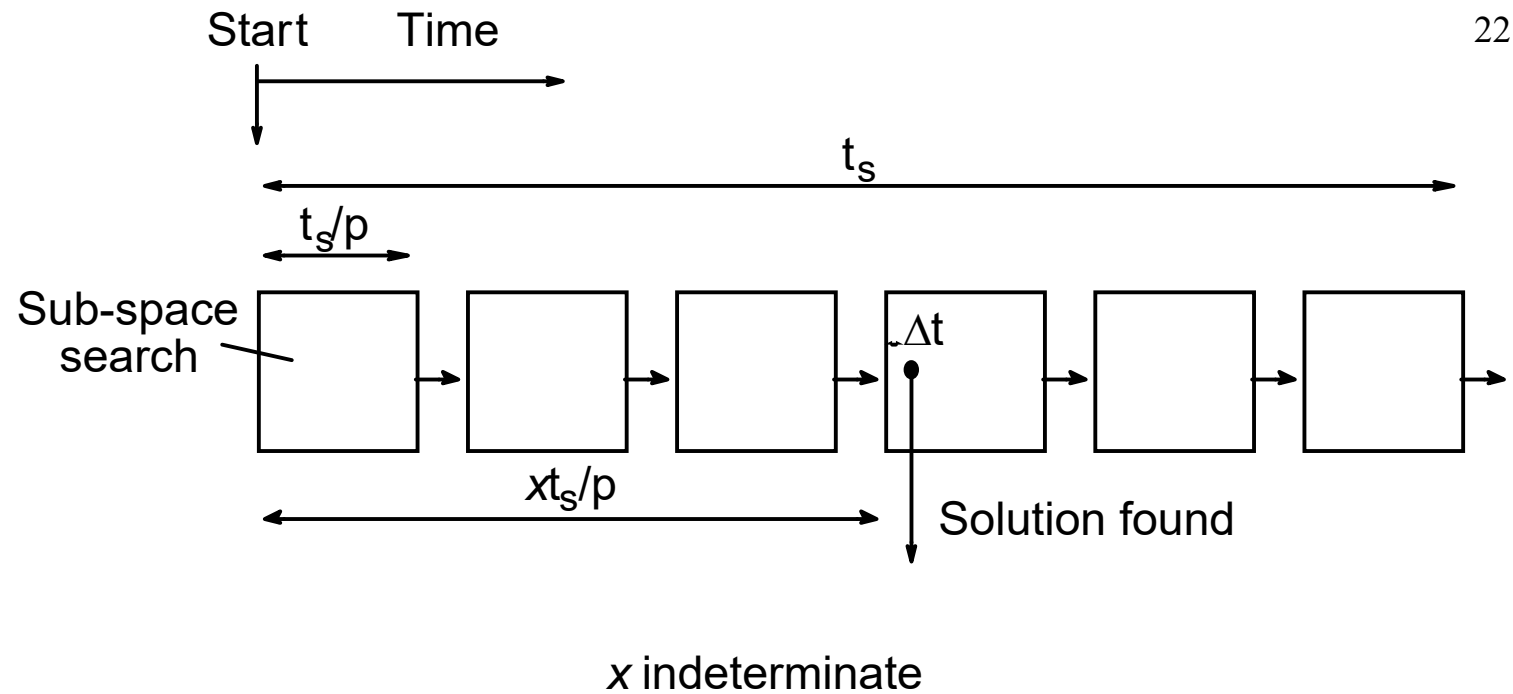 22
Start Time
tₛ
tₛ/p
Sub-space
search
Δt
xtₛ/p
Solution found
x indeterminate